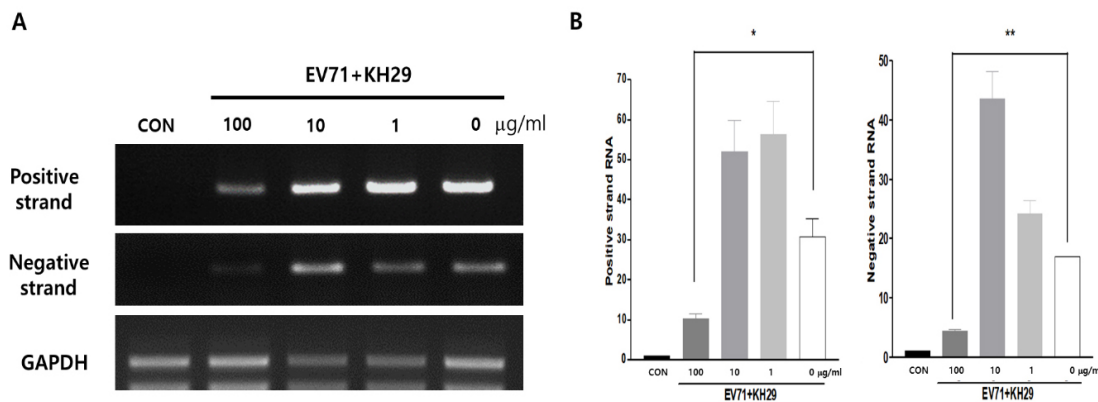 A
EV71+KH29
CON 100 10 1 0 μg/ml
Positive
strand
Negative
strand
GAPDH
B
*
Positive strand RNA
70
60
50
40
30
20
10
0
CON 100 10 1 0 μg/ml
EV71+KH29
**
Negative strand RNA
50
40
30
20
10
0
CON 100 10 1 0 μg/m
EV71+KH29